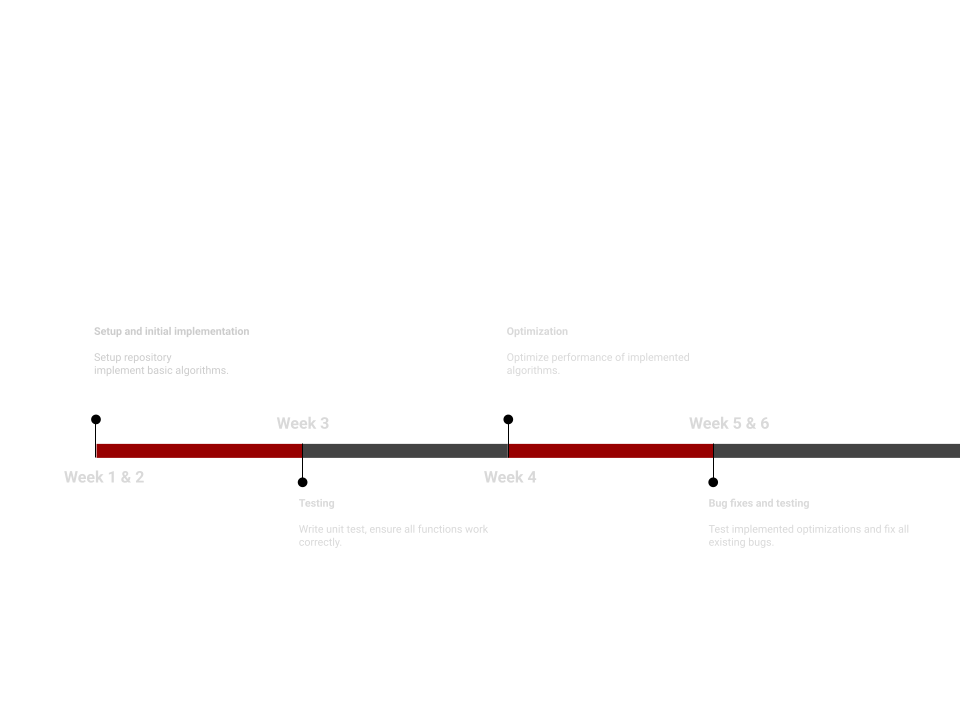 Setup and initial implementation
Setup repository
implement basic algorithms.
Optimization
Optimize performance of implemented
algorithms.
Week 3
Week 5 & 6
Week 1 & 2
Week 4
Testing
Write unit test, ensure all functions work
correctly.
Bug fixes and testing
Test implemented optimizations and fix all
existing bugs.